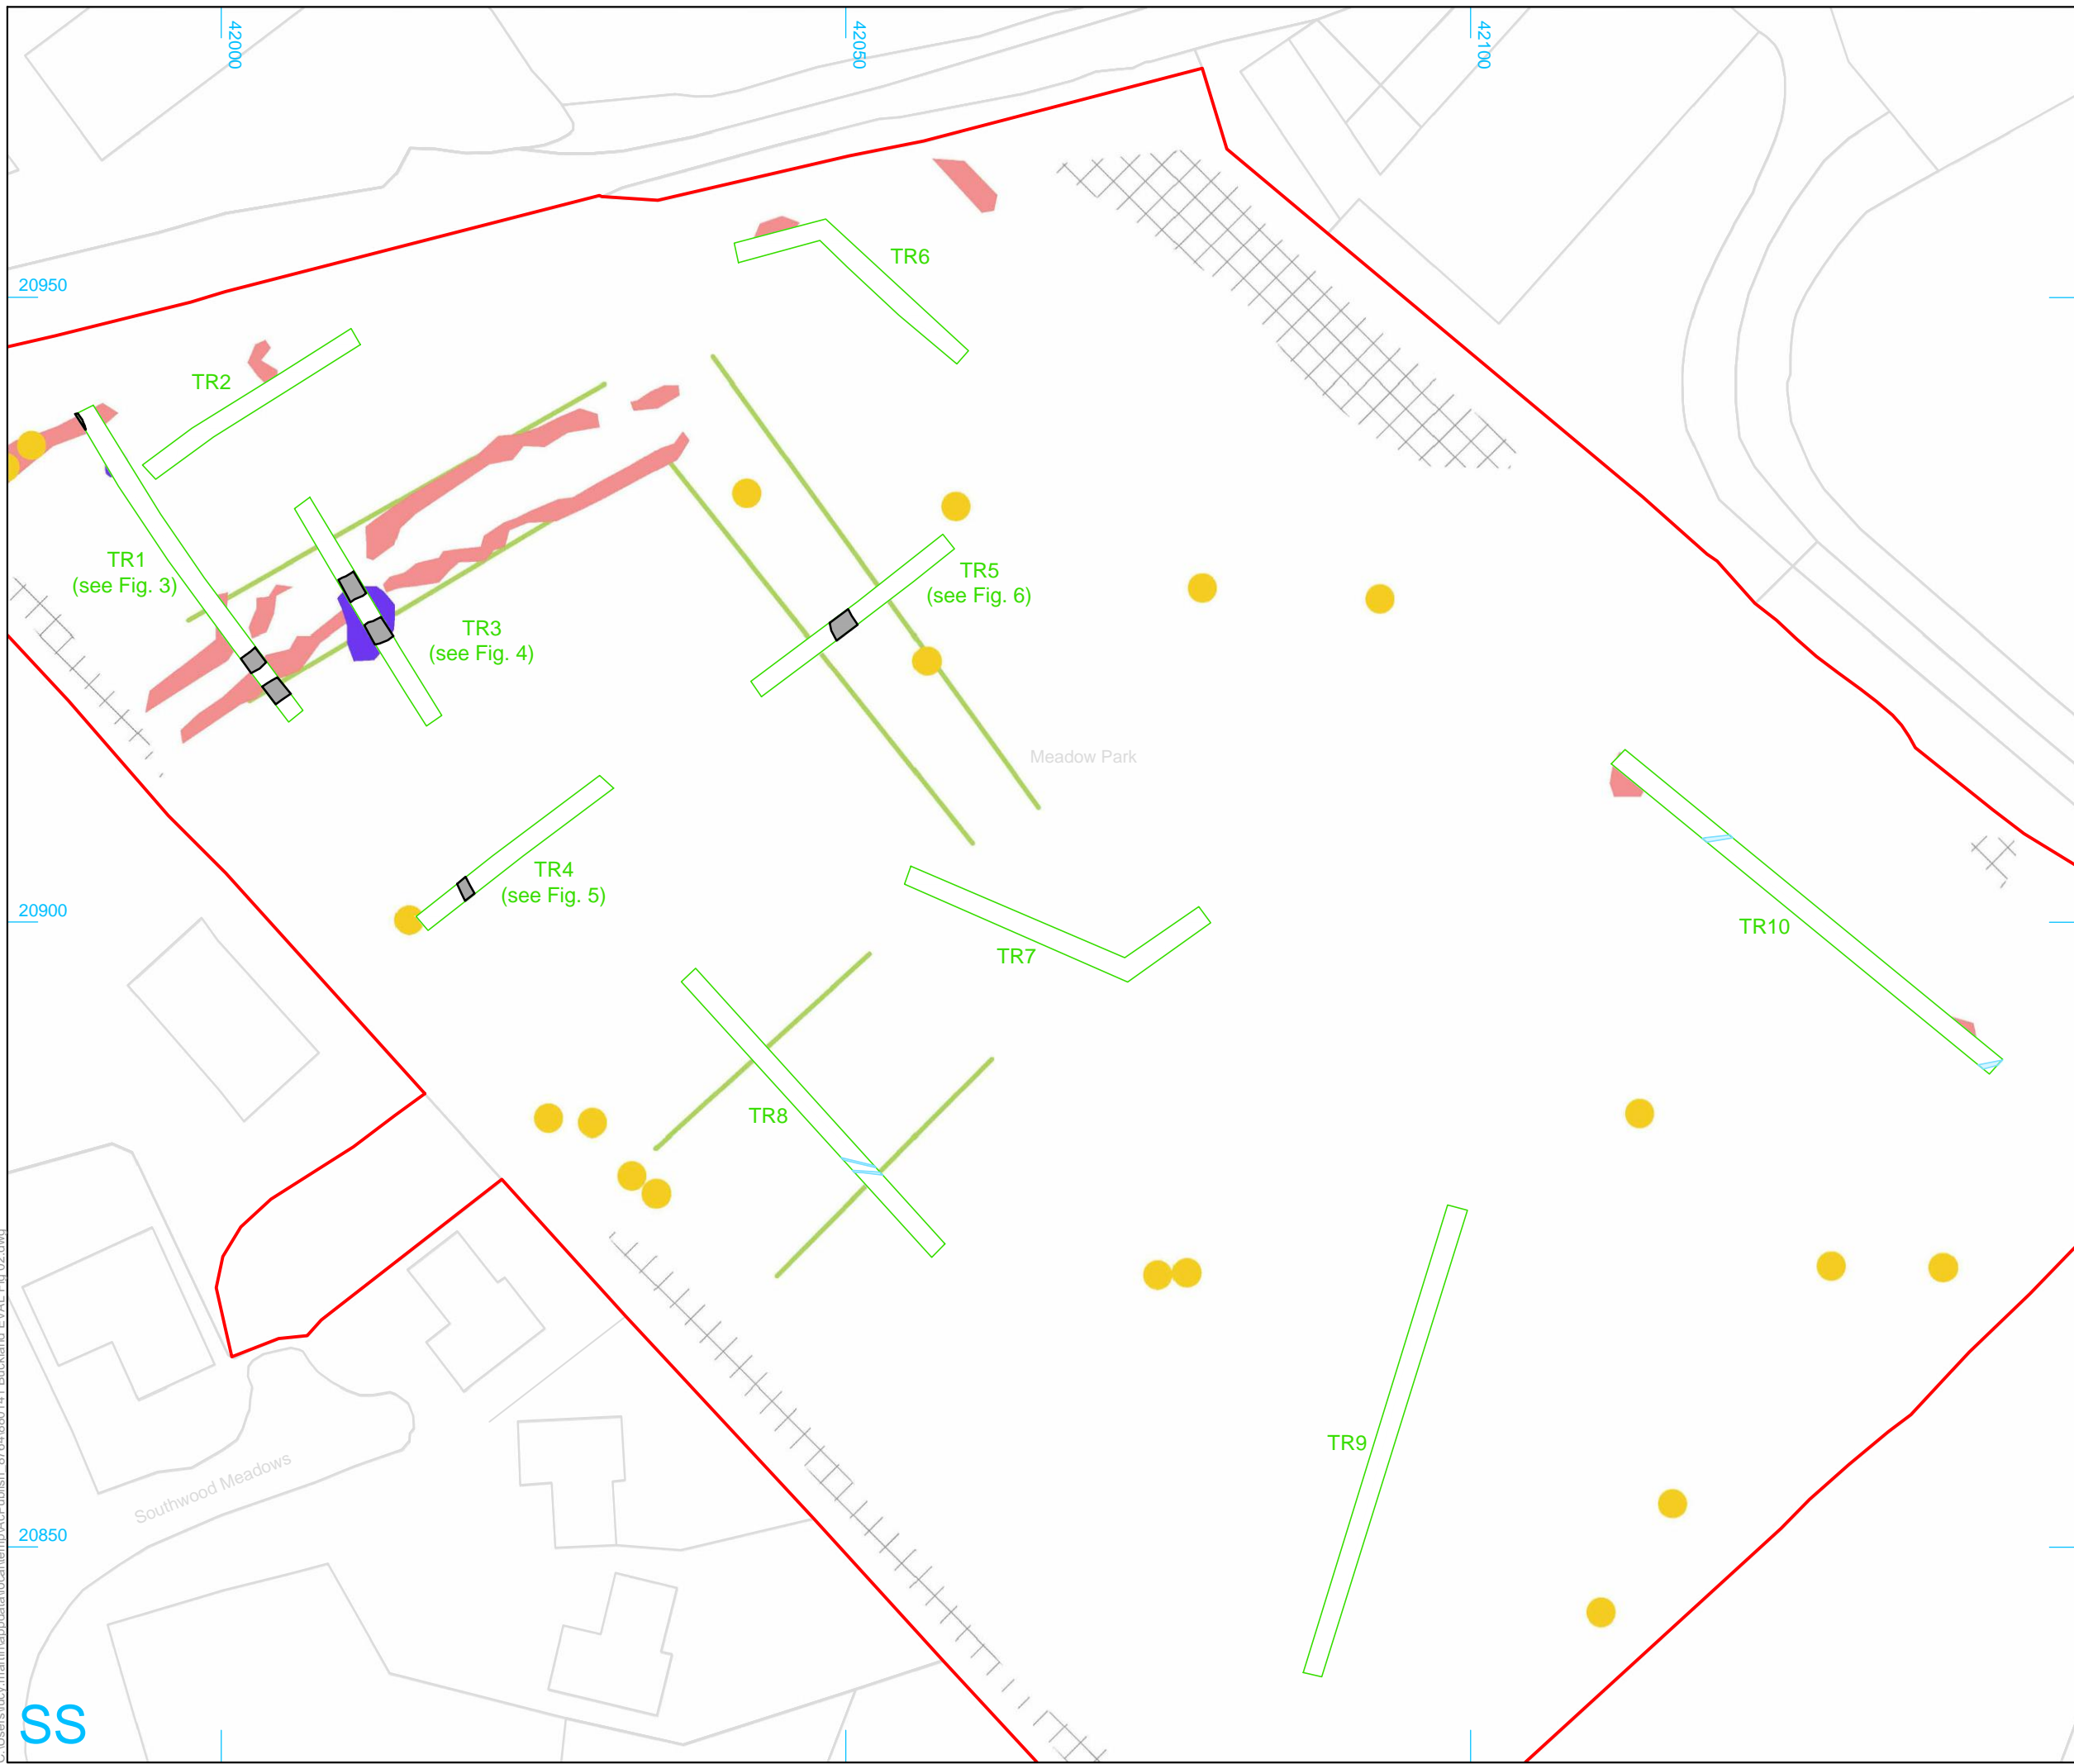 42000
42050
42100
20950
TR6
TR2
TR1
(see Fig. 3)
TR5
(see Fig. 6)
TR3
(see Fig. 4)
Meadow Park
TR4
(see Fig. 5)
20900
TR10
TR7
TR8
TR9
Southwood Meadows
20850
SS